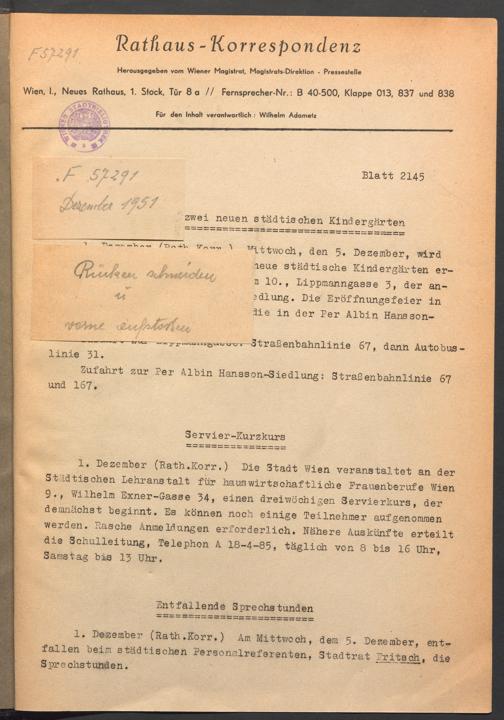 F 57291
Rathaus-Korrespondenz
Herausgegeben vom Wiener Magistrat, Magistrats-Direktion - Pressestelle
Wien, I., Neues Rathaus, 1. Stock, Tür 8 a // Fernsprecher-Nr.: B 40-500, Klappe 013, 837 und 838
Für den Inhalt verantwortlich: Wilhelm Adametz
Blatt 2145
F 57291
Dezember 1951
zwei neuen städtischen Kindergärten
1. Dezember (Rath.Korr.) Mittwoch, den 5. Dezember, wird
neue städtische Kindergärten er-
10., Lippmanngasse 3, der an-
edlung. Die Eröffnungsfeier in
die in der Per Albin Hansson-
Rücken schneiden
u
vorne aufstocken
Lippmanngasse: Straßenbahnlinie 67, dann Autobus-
linie 31.
Zufahrt zur Per Albin Hansson-Siedlung: Straßenbahnlinie 67
und 167.
Servier-Kurzkurs
1. Dezember (Rath.Korr.) Die Stadt Wien veranstaltet an der
Städtischen Lehranstalt für hauswirtschaftliche Frauenberufe Wien
9., Wilhelm Exner-Gasse 34, einen dreiwöchigen Servierkurs, der
demnächst beginnt. Es können noch einige Teilnehmer aufgenommen
werden. Rasche Anmeldungen erforderlich. Nähere Auskünfte erteilt
die Schulleitung, Telephon A 18-4-85, täglich von 8 bis 16 Uhr,
Samstag bis 13 Uhr.
Entfallende Sprechstunden
1. Dezember (Rath.Korr.) Am Mittwoch, dem 5. Dezember, ent-
fallen beim städtischen Personalreferenten, Stadtrat Fritsch, die
Sprechstunden.